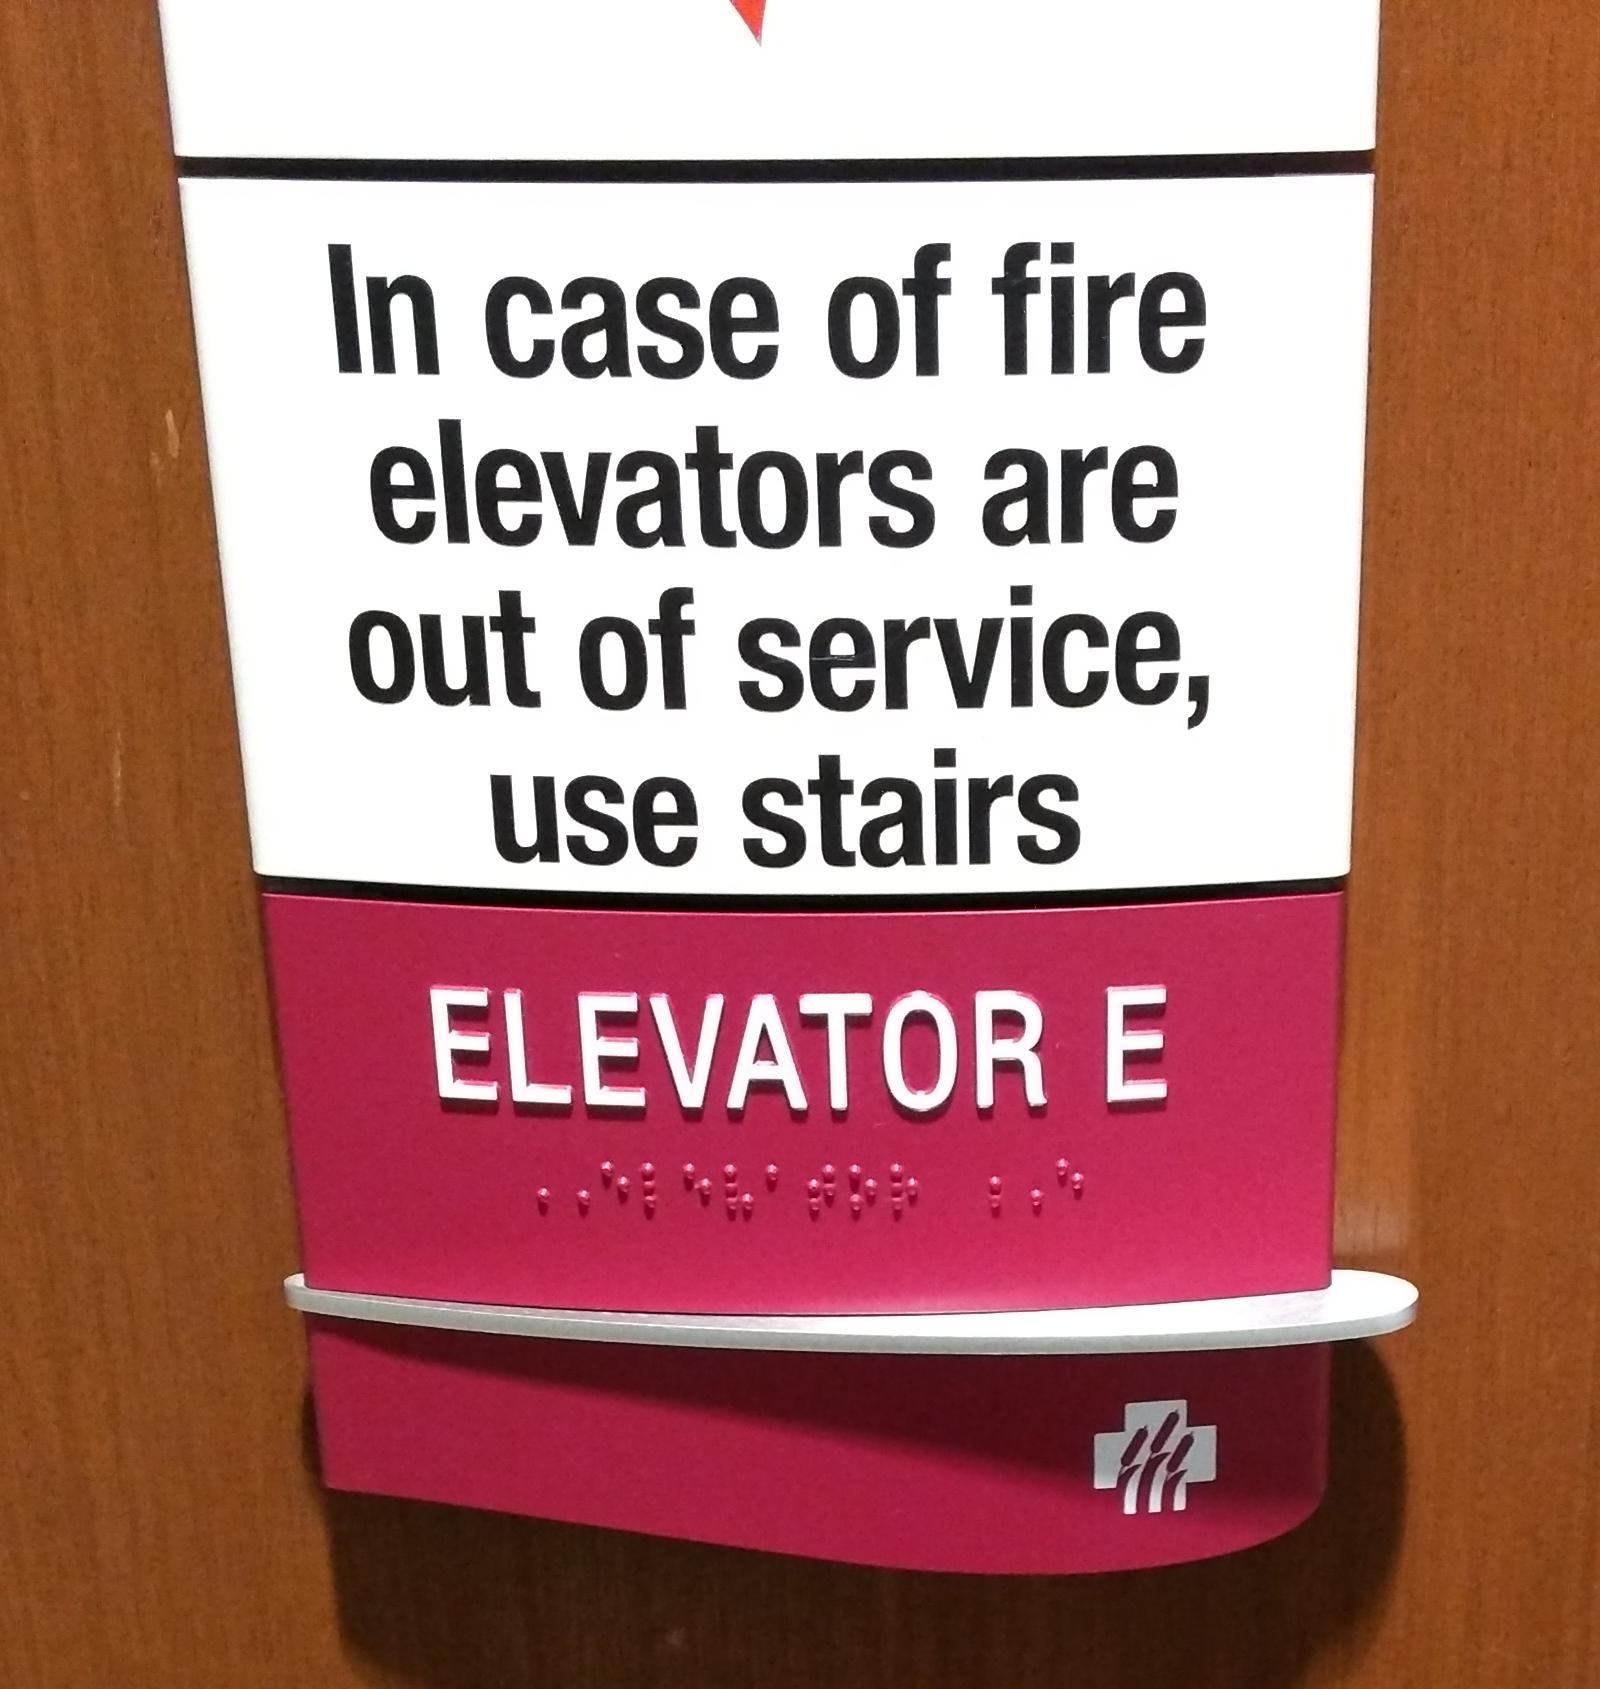 In case of fire
elevators are
out of service,
use stairs
ELEVATOR E